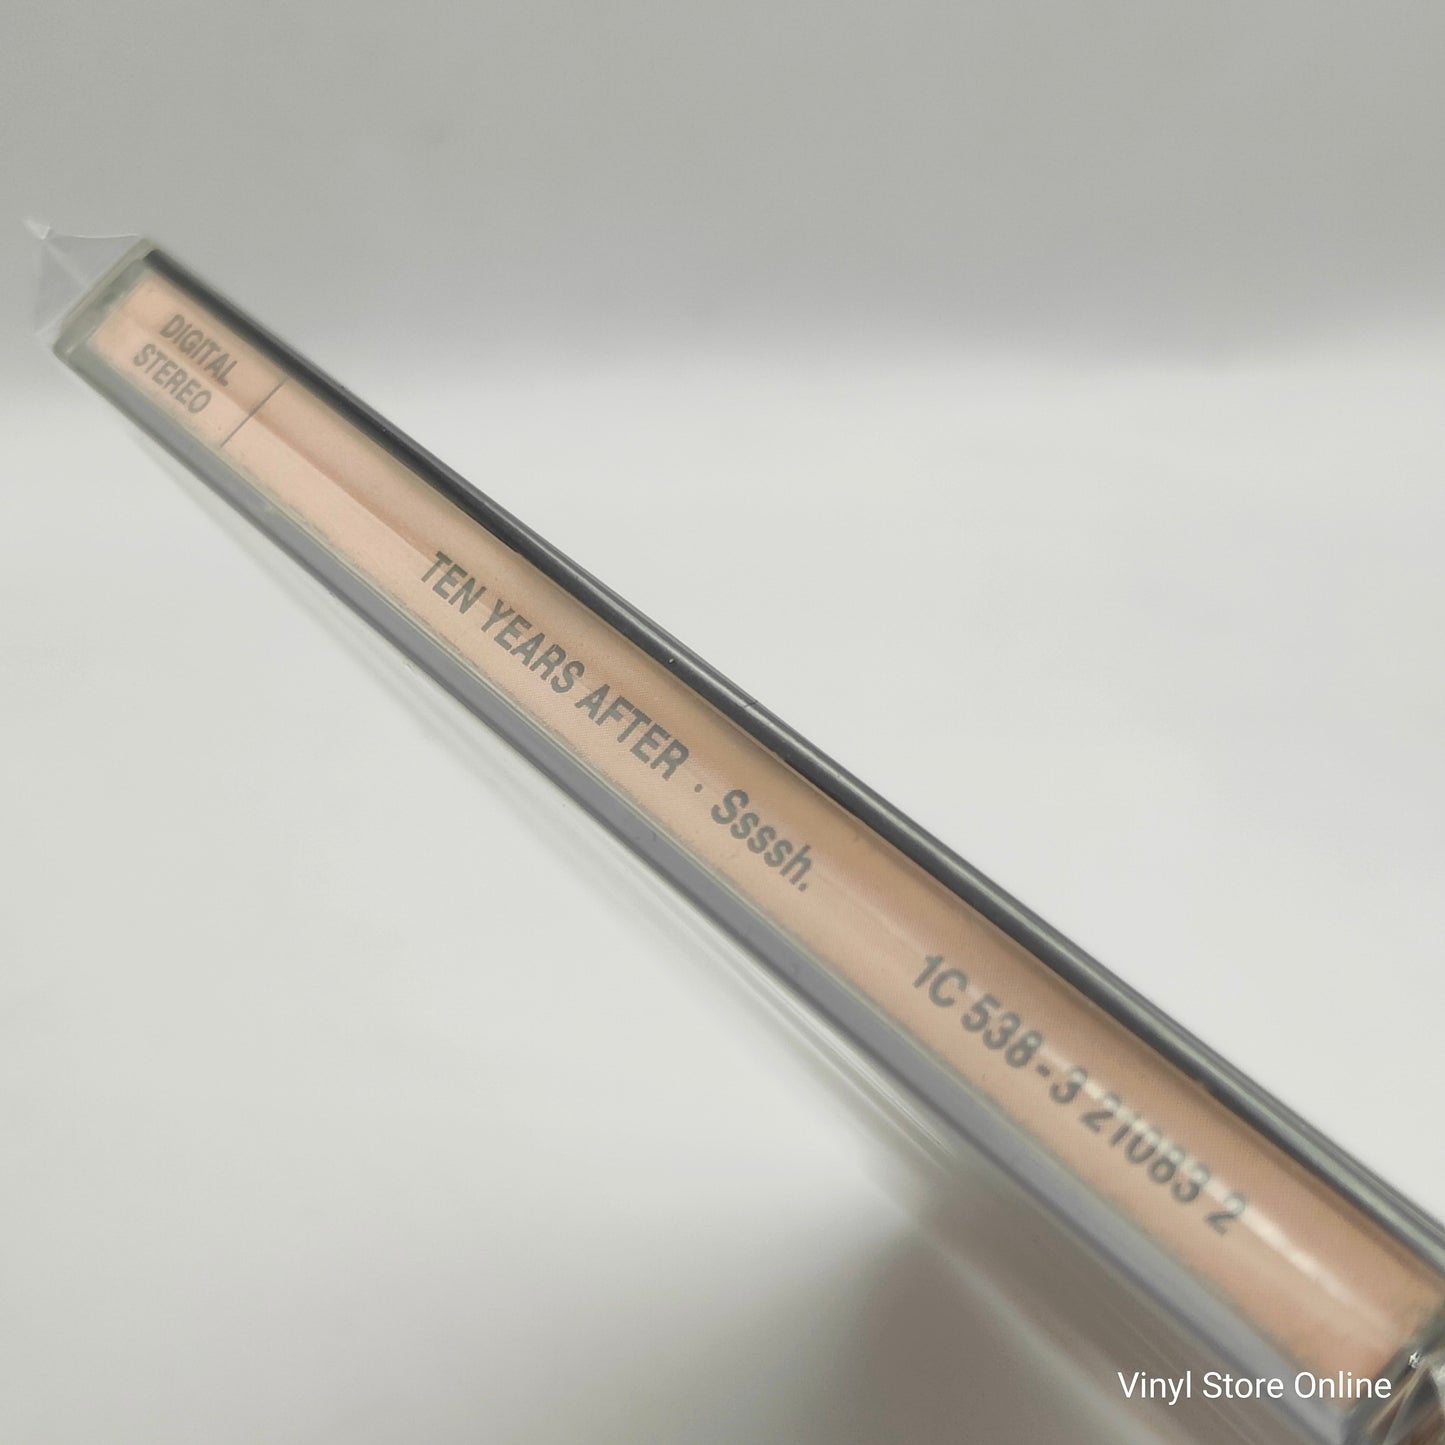 DIGITAL
STEREO
TEN YEARS AFTER · Ssssh.
1C 538-3 21083 2
Vinyl Store Online